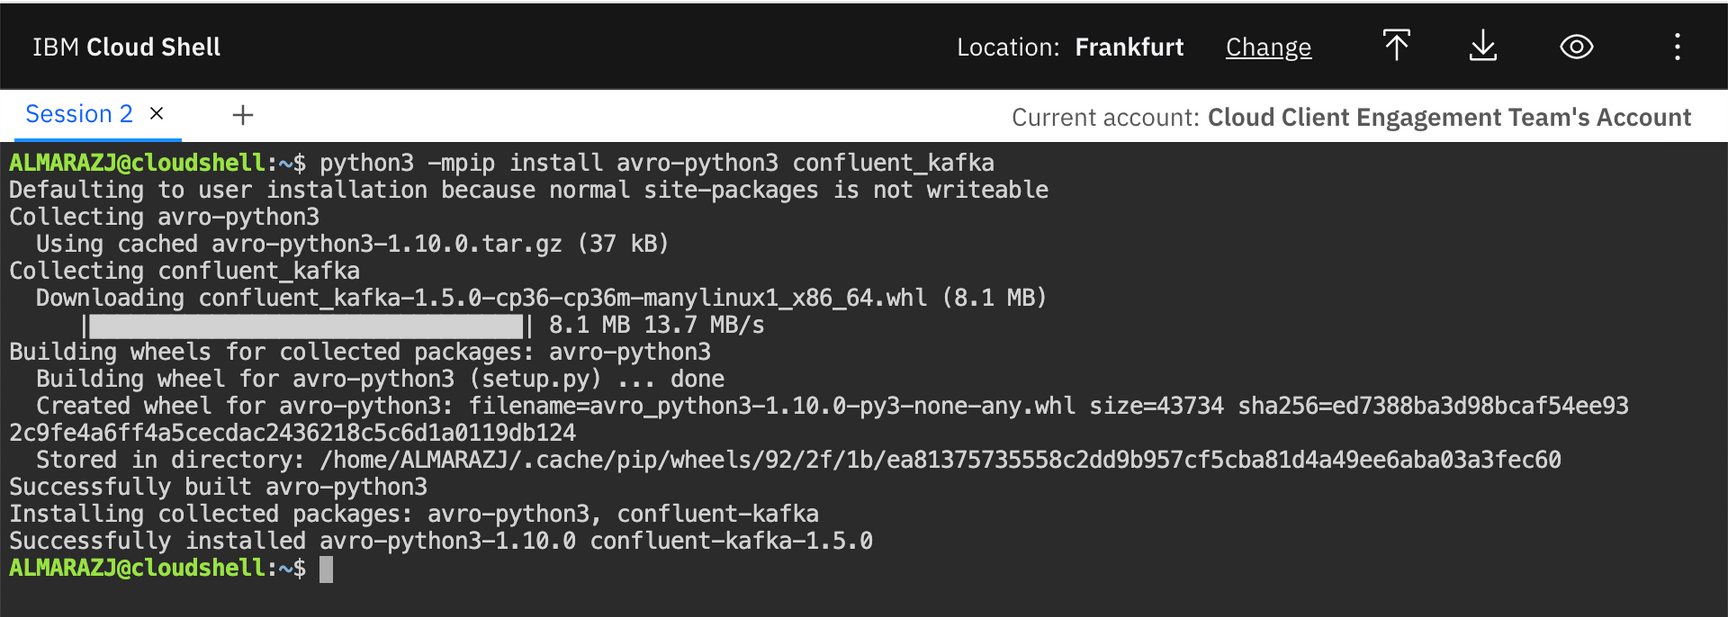 IBM Cloud Shell
Location: Frankfurt Change
Session 2 × +
Current account: Cloud Client Engagement Team's Account
ALMARAZJ@cloudshell:~$ python3 -mpip install avro-python3 confluent_kafka
Defaulting to user installation because normal site-packages is not writeable
Collecting avro-python3
  Using cached avro-python3-1.10.0.tar.gz (37 kB)
Collecting confluent_kafka
  Downloading confluent_kafka-1.5.0-cp36-cp36m-manylinux1_x86_64.whl (8.1 MB)
     |████████████████████████████████| 8.1 MB 13.7 MB/s
Building wheels for collected packages: avro-python3
  Building wheel for avro-python3 (setup.py) ... done
  Created wheel for avro-python3: filename=avro_python3-1.10.0-py3-none-any.whl size=43734 sha256=ed7388ba3d98bcaf54ee93
2c9fe4a6ff4a5cecdac2436218c5c6d1a0119db124
  Stored in directory: /home/ALMARAZJ/.cache/pip/wheels/92/2f/1b/ea81375735558c2dd9b957cf5cba81d4a49ee6aba03a3fec60
Successfully built avro-python3
Installing collected packages: avro-python3, confluent-kafka
Successfully installed avro-python3-1.10.0 confluent-kafka-1.5.0
ALMARAZJ@cloudshell:~$